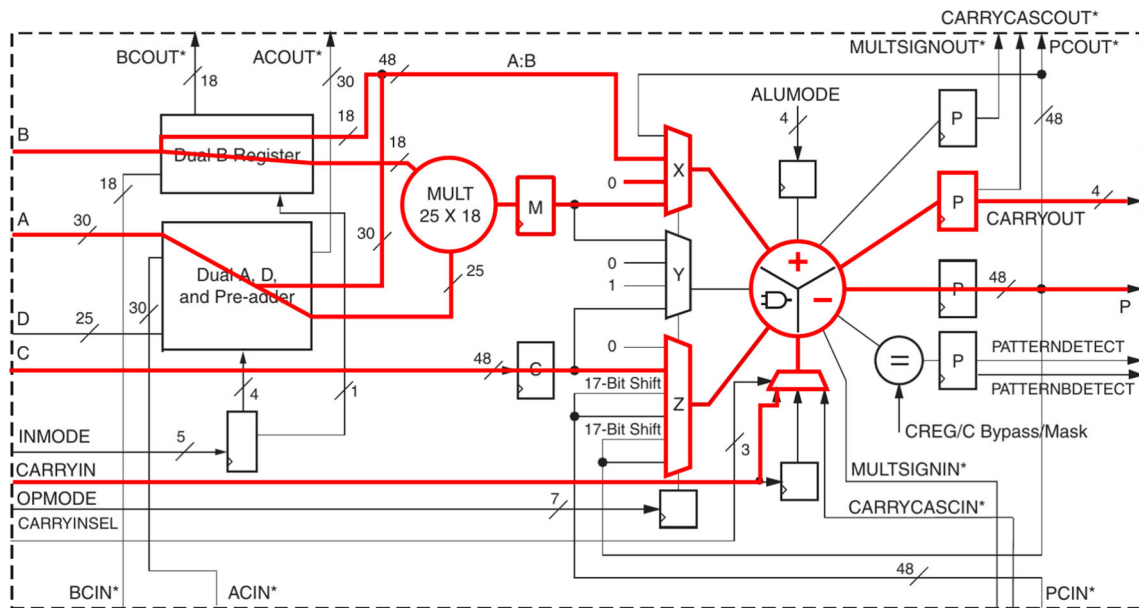 CARRYCASCOUT*
BCOUT* ACOUT* MULTSIGNOUT* PCOUT*
48 A:B
18 30
ALUMODE
B 18 4 P 48
Dual B Register 18
18 0 X
MULT
25 X 18 M P 4
A 30 CARRYOUT
30 0 Y
Dual A, D,
and Pre-adder 25 1 + − P 48
P
D 25 30
C 48 C 0 = P PATTERNDETECT
17-Bit Shift PATTERNBDETECT
4 1 Z
17-Bit Shift CREG/C Bypass/Mask
INMODE 5 3
CARRYIN MULTSIGNIN*
OPMODE 7
CARRYINSEL CARRYCASCIN*
48
BCIN* ACIN* PCIN*